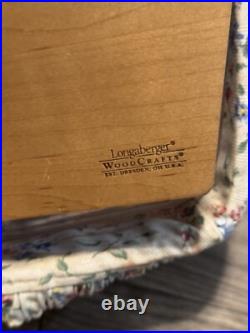 Longaberger®
WOODCRAFTS®
EST. DRESDEN, OH U.S.A.